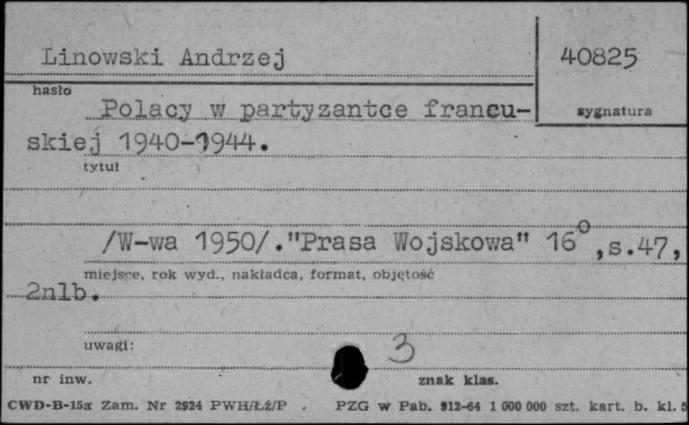 Linowski Andrzej
40825
hasło
Polacy w partyzantce francu-
sygnatura
skiej 1940-1944.
tytuł
/W-wa 1950/."Prasa Wojskowa" 16°,s.47,
miejsce, rok wyd., nakładca, format, objętość
2nlb.
uwagi:
3
nr inw.
znak klas.
CWD-B-15a Zam. Nr 2924 PWH/Łź/P . PZG w Pab. 912-64 1 000 000 szt. kart. b. kl. 5